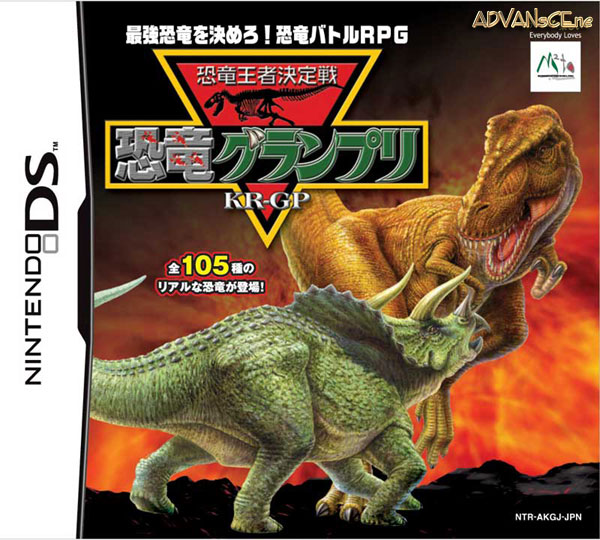 最強恐竜を決めろ！恐竜バトルRPG
ADVANsCEne
Everybody Loves
恐竜王者決定戦
恐竜グランプリ
KR-GP
全105種の
リアルな恐竜が登場！
NINTENDO DS™
NTR-AKGJ-JPN